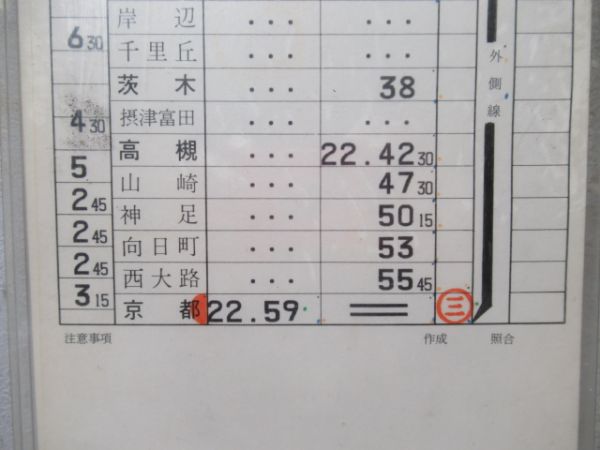 岸辺 ... ...
6 30
千里丘 ... ...
茨木 ... 38
4 30
摂津富田 ... ...
高槻 ... 22.42 30
5
山崎 ... 47 30
2 45
神足 ... 50 15
2 45
向日町 ... 53
2 45
西大路 ... 55 45
3 15
京都 22.59 ＝ 三
外側線
注意事項 作成 照合